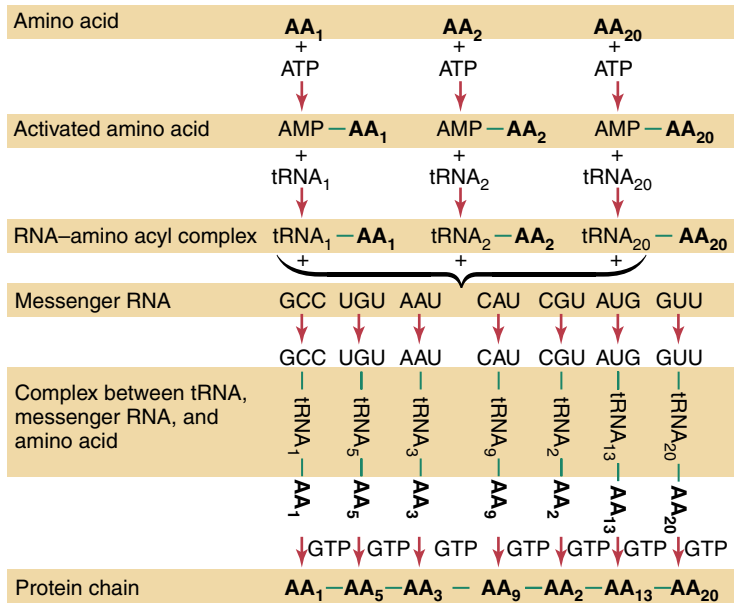 Amino acid AA₁ AA₂ AA₂₀
+ + +
ATP ATP ATP
Activated amino acid AMP – AA₁ AMP – AA₂ AMP – AA₂₀
+ + +
tRNA₁ tRNA₂ tRNA₂₀
RNA–amino acyl complex tRNA₁ – AA₁ tRNA₂ – AA₂ tRNA₂₀ – AA₂₀
+ + +
Messenger RNA GCC UGU AAU CAU CGU AUG GUU
GCC UGU AAU CAU CGU AUG GUU
Complex between tRNA,
messenger RNA, and
amino acid
tRNA₁ tRNA₅ tRNA₃ tRNA₉ tRNA₂ tRNA₁₃ tRNA₂₀
AA₁ AA₅ AA₃ AA₉ AA₂ AA₁₃ AA₂₀
GTP GTP GTP GTP GTP GTP GTP
Protein chain AA₁ – AA₅ – AA₃ – AA₉ – AA₂ – AA₁₃ – AA₂₀